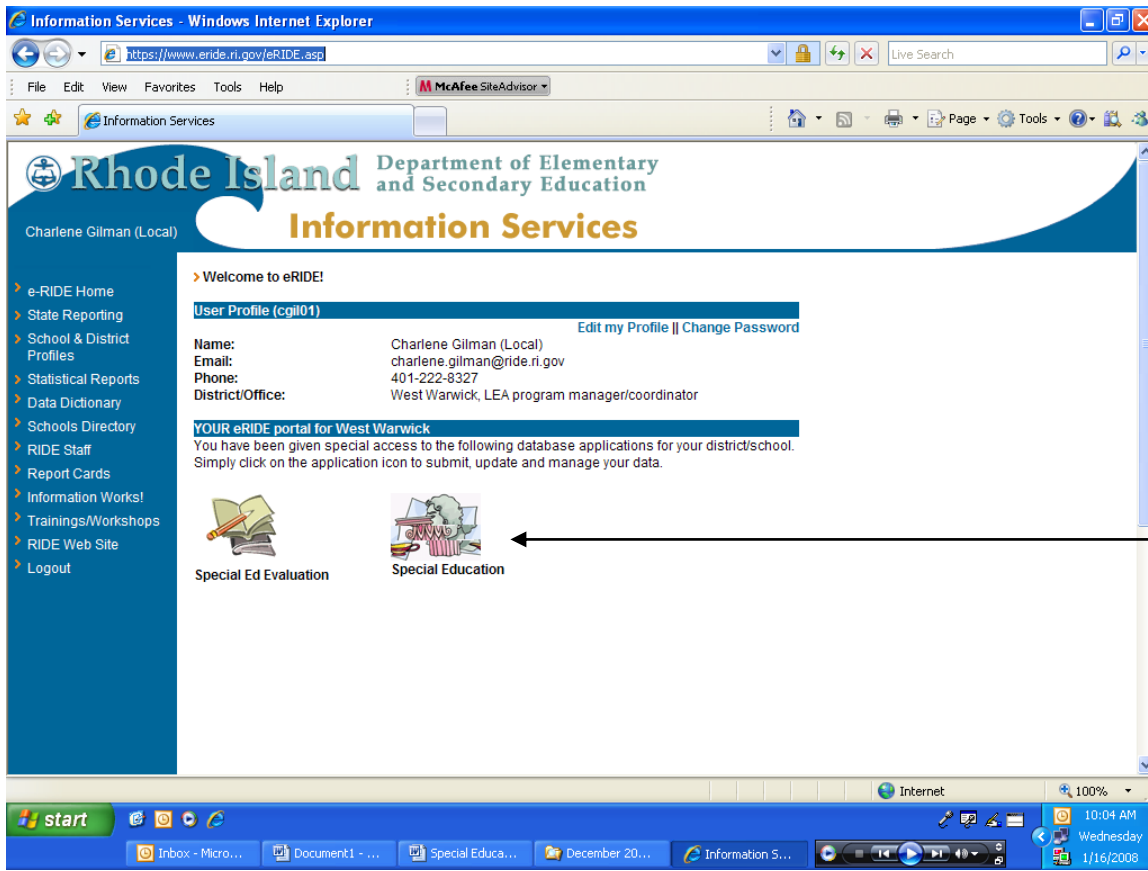 Information Services - Windows Internet Explorer
https://www.eride.ri.gov/eRIDE.asp
Live Search
File Edit View Favorites Tools Help
McAfee SiteAdvisor
Information Services
Page Tools
Rhode Island Department of Elementary
and Secondary Education
Information Services
Charlene Gilman (Local)
e-RIDE Home
State Reporting
School & District
Profiles
Statistical Reports
Data Dictionary
Schools Directory
RIDE Staff
Report Cards
Information Works!
Trainings/Workshops
RIDE Web Site
Logout
Welcome to eRIDE!
User Profile (cgil01)
Edit my Profile || Change Password
Name: Charlene Gilman (Local)
Email: charlene.gilman@ride.ri.gov
Phone: 401-222-8327
District/Office: West Warwick, LEA program manager/coordinator
YOUR eRIDE portal for West Warwick
You have been given special access to the following database applications for your district/school.
Simply click on the application icon to submit, update and manage your data.
Special Ed Evaluation
Special Education
Internet
100%
start
10:04 AM
Wednesday
1/16/2008
Inbox - Micro...
Document1 - ...
Special Educa...
December 20...
Information S...